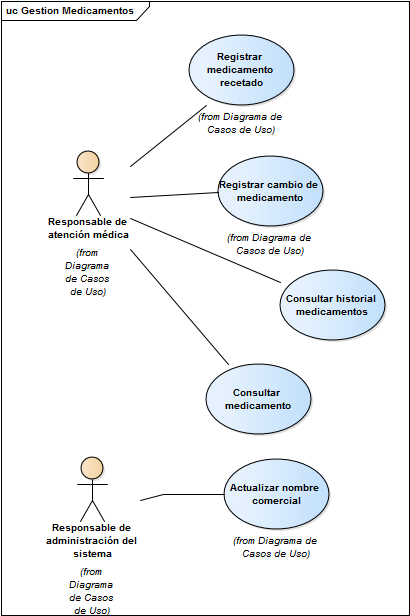 uc Gestion Medicamentos
Registrar
medicamento
recetado
(from Diagrama de
Casos de Uso)
Registrar cambio de
medicamento
(from Diagrama de
Casos de Uso)
Responsable de
atención médica
(from
Diagrama
de Casos
de Uso)
Consultar historial
medicamentos
Consultar
medicamento
Actualizar nombre
comercial
(from Diagrama de
Casos de Uso)
Responsable de
administración del
sistema
(from
Diagrama
de Casos
de Uso)